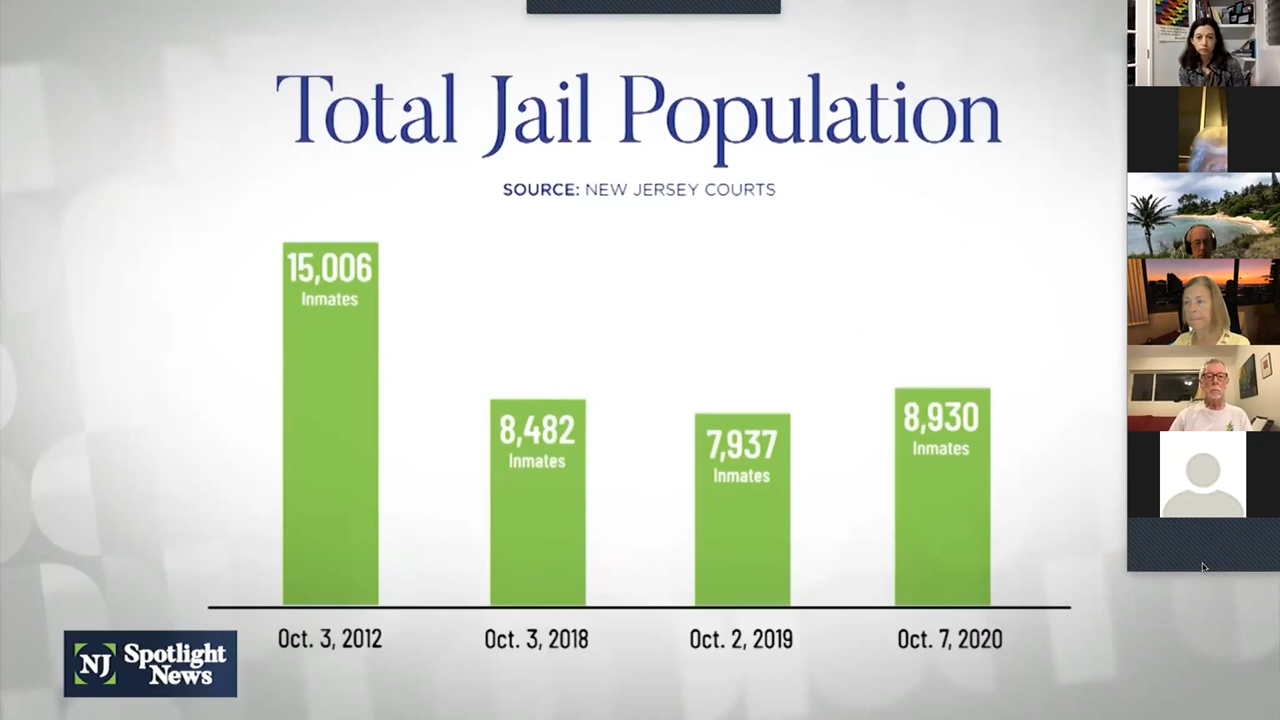 Total Jail Population
SOURCE: NEW JERSEY COURTS
15,006
Inmates
8,482
Inmates
7,937
Inmates
8,930
Inmates
Oct. 3, 2012
Oct. 3, 2018
Oct. 2, 2019
Oct. 7, 2020
NJ Spotlight
News